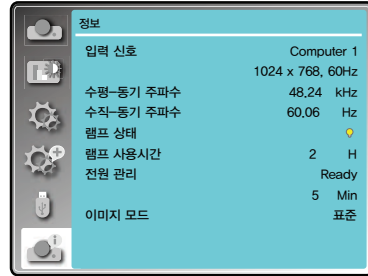 정보
입력 신호 Computer 1
1024 x 768, 60Hz
수평-동기 주파수 48.24 kHz
수직-동기 주파수 60.06 Hz
램프 상태
램프 사용시간 2 H
전원 관리 Ready
5 Min
이미지 모드 표준